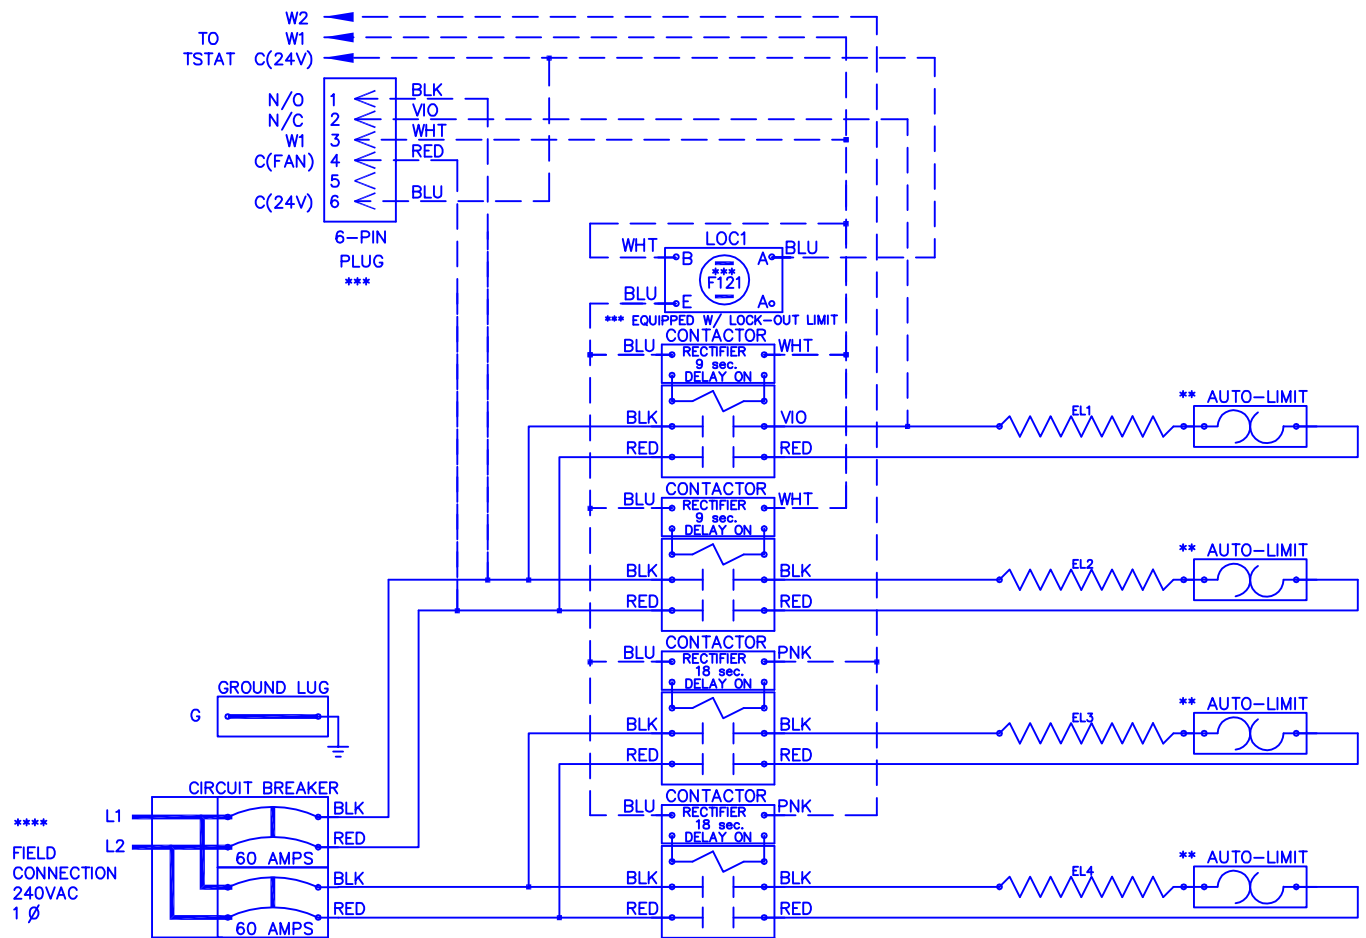 W2
TO W1
TSTAT C(24V)
N/O 1 BLK
N/C 2 VIO
W1 3 WHT
C(FAN) 4 RED
5
C(24V) 6 BLU
6-PIN
PLUG
***
LOC1
WHT B A BLU
***
F121
BLU E A
*** EQUIPPED W/ LOCK-OUT LIMIT
CONTACTOR
BLU RECTIFIER WHT
9 sec.
DELAY ON
BLK VIO EL1 ** AUTO-LIMIT
RED RED
CONTACTOR
BLU RECTIFIER WHT
9 sec.
DELAY ON
BLK BLK EL2 ** AUTO-LIMIT
RED RED
CONTACTOR
BLU RECTIFIER PNK
18 sec.
DELAY ON
BLK BLK EL3 ** AUTO-LIMIT
RED RED
GROUND LUG
G
CIRCUIT BREAKER
L1 BLK
L2 RED
60 AMPS
BLK
RED
60 AMPS
****
FIELD
CONNECTION
240VAC
1 Ø
CONTACTOR
BLU RECTIFIER PNK
18 sec.
DELAY ON
BLK BLK EL4 ** AUTO-LIMIT
RED RED